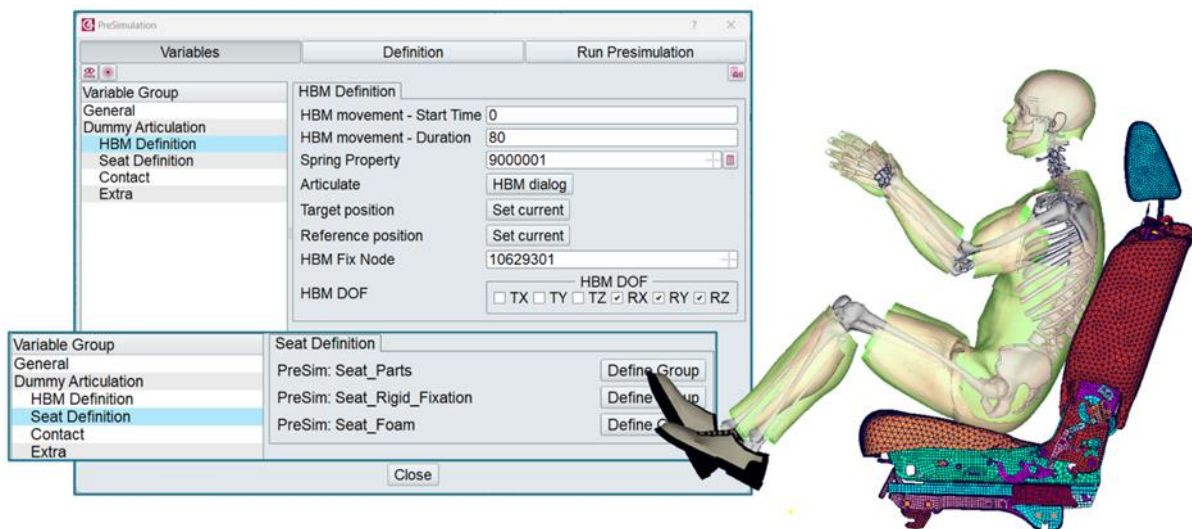 PreSimulation ? ×
Variables Definition Run Presimulation
Variable Group
General
Dummy Articulation
HBM Definition
Seat Definition
Contact
Extra
HBM Definition
HBM movement - Start Time 0
HBM movement - Duration 80
Spring Property 9000001
Articulate HBM dialog
Target position Set current
Reference position Set current
HBM Fix Node 10629301
HBM DOF
HBM DOF
TX TY TZ RX RY RZ
Variable Group
General
Dummy Articulation
HBM Definition
Seat Definition
Contact
Extra
Seat Definition
PreSim: Seat_Parts Define Group
PreSim: Seat_Rigid_Fixation
PreSim: Seat_Foam
Close